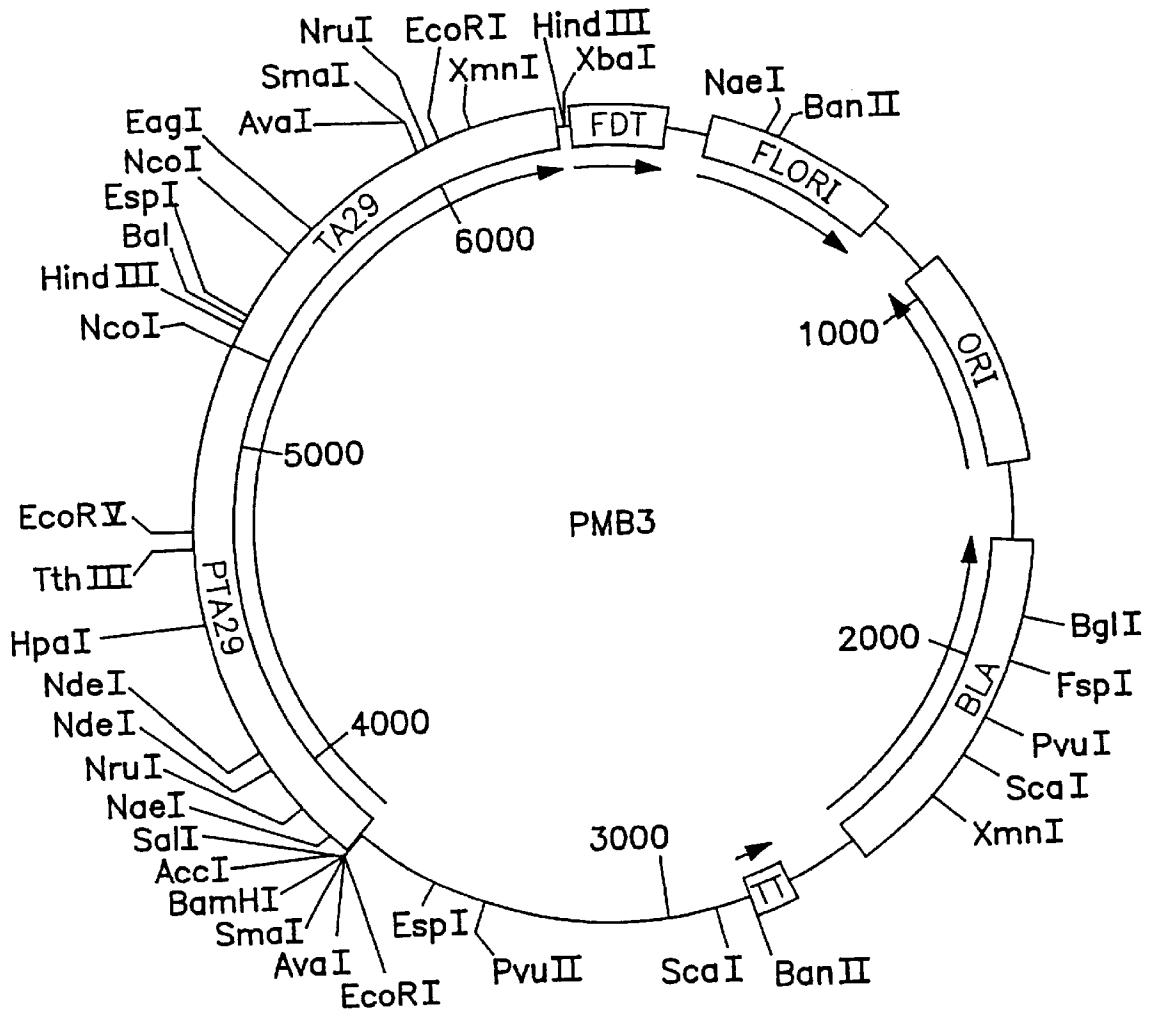 NruI
EcoRI
HindIII
SmaI
XmnI
XbaI
NaeI
BanII
AvaI
EagI
FDT
NcoI
FLORI
EspI
TA29
BalI
6000
HindIII
NcoI
1000
ORI
5000
EcoRV
PMB3
TthIII
PTA29
HpaI
2000
BglI
NdeI
BLA
FspI
NdeI
4000
PvuI
NruI
ScaI
NaeI
XmnI
SalI
3000
AccI
BamHI
TT
SmaI
EspI
AvaI
PvuII
ScaI
BanII
EcoRI